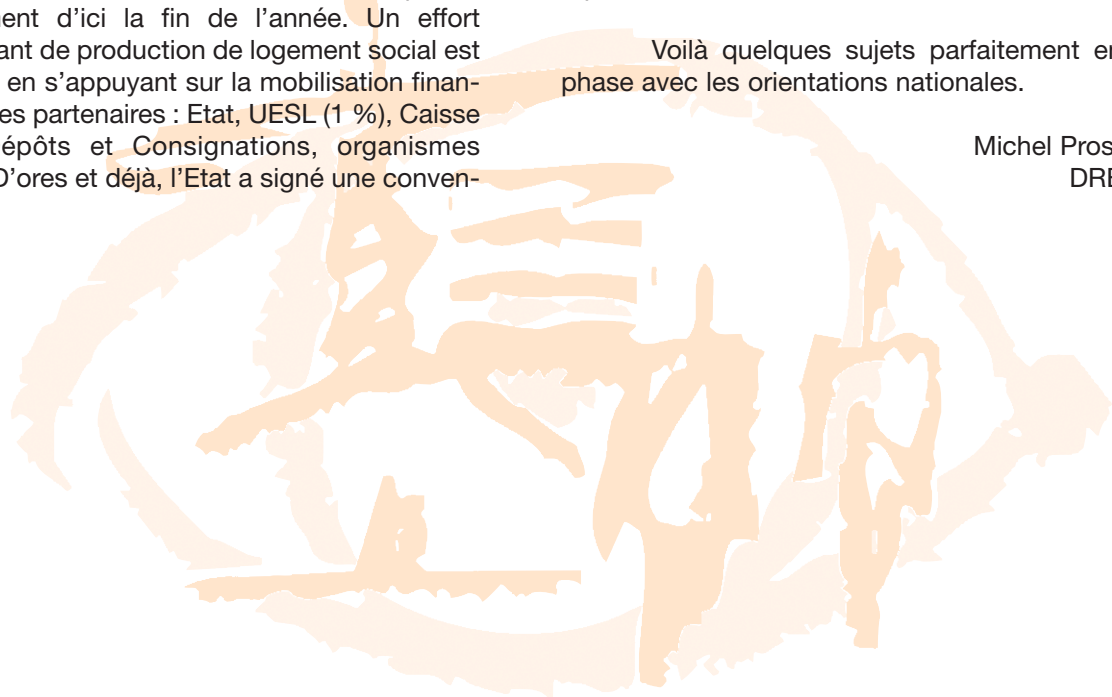 ment d'ici la fin de l'année. Un effort
ant de production de logement social est
en s'appuyant sur la mobilisation finan-
es partenaires : Etat, UESL (1 %), Caisse
épôts et Consignations, organismes
D'ores et déjà, l'Etat a signé une conven-
Voilà quelques sujets parfaitement en
phase avec les orientations nationales.
Michel Pros
DRE